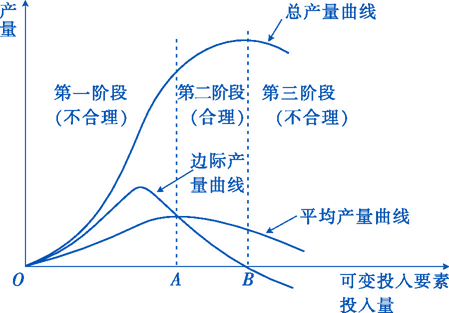 产
量
总产量曲线
第一阶段
(不合理)
第二阶段
(合理)
第三阶段
(不合理)
边际产
量曲线
平均产量曲线
O
A
B
可变投入要素
投入量